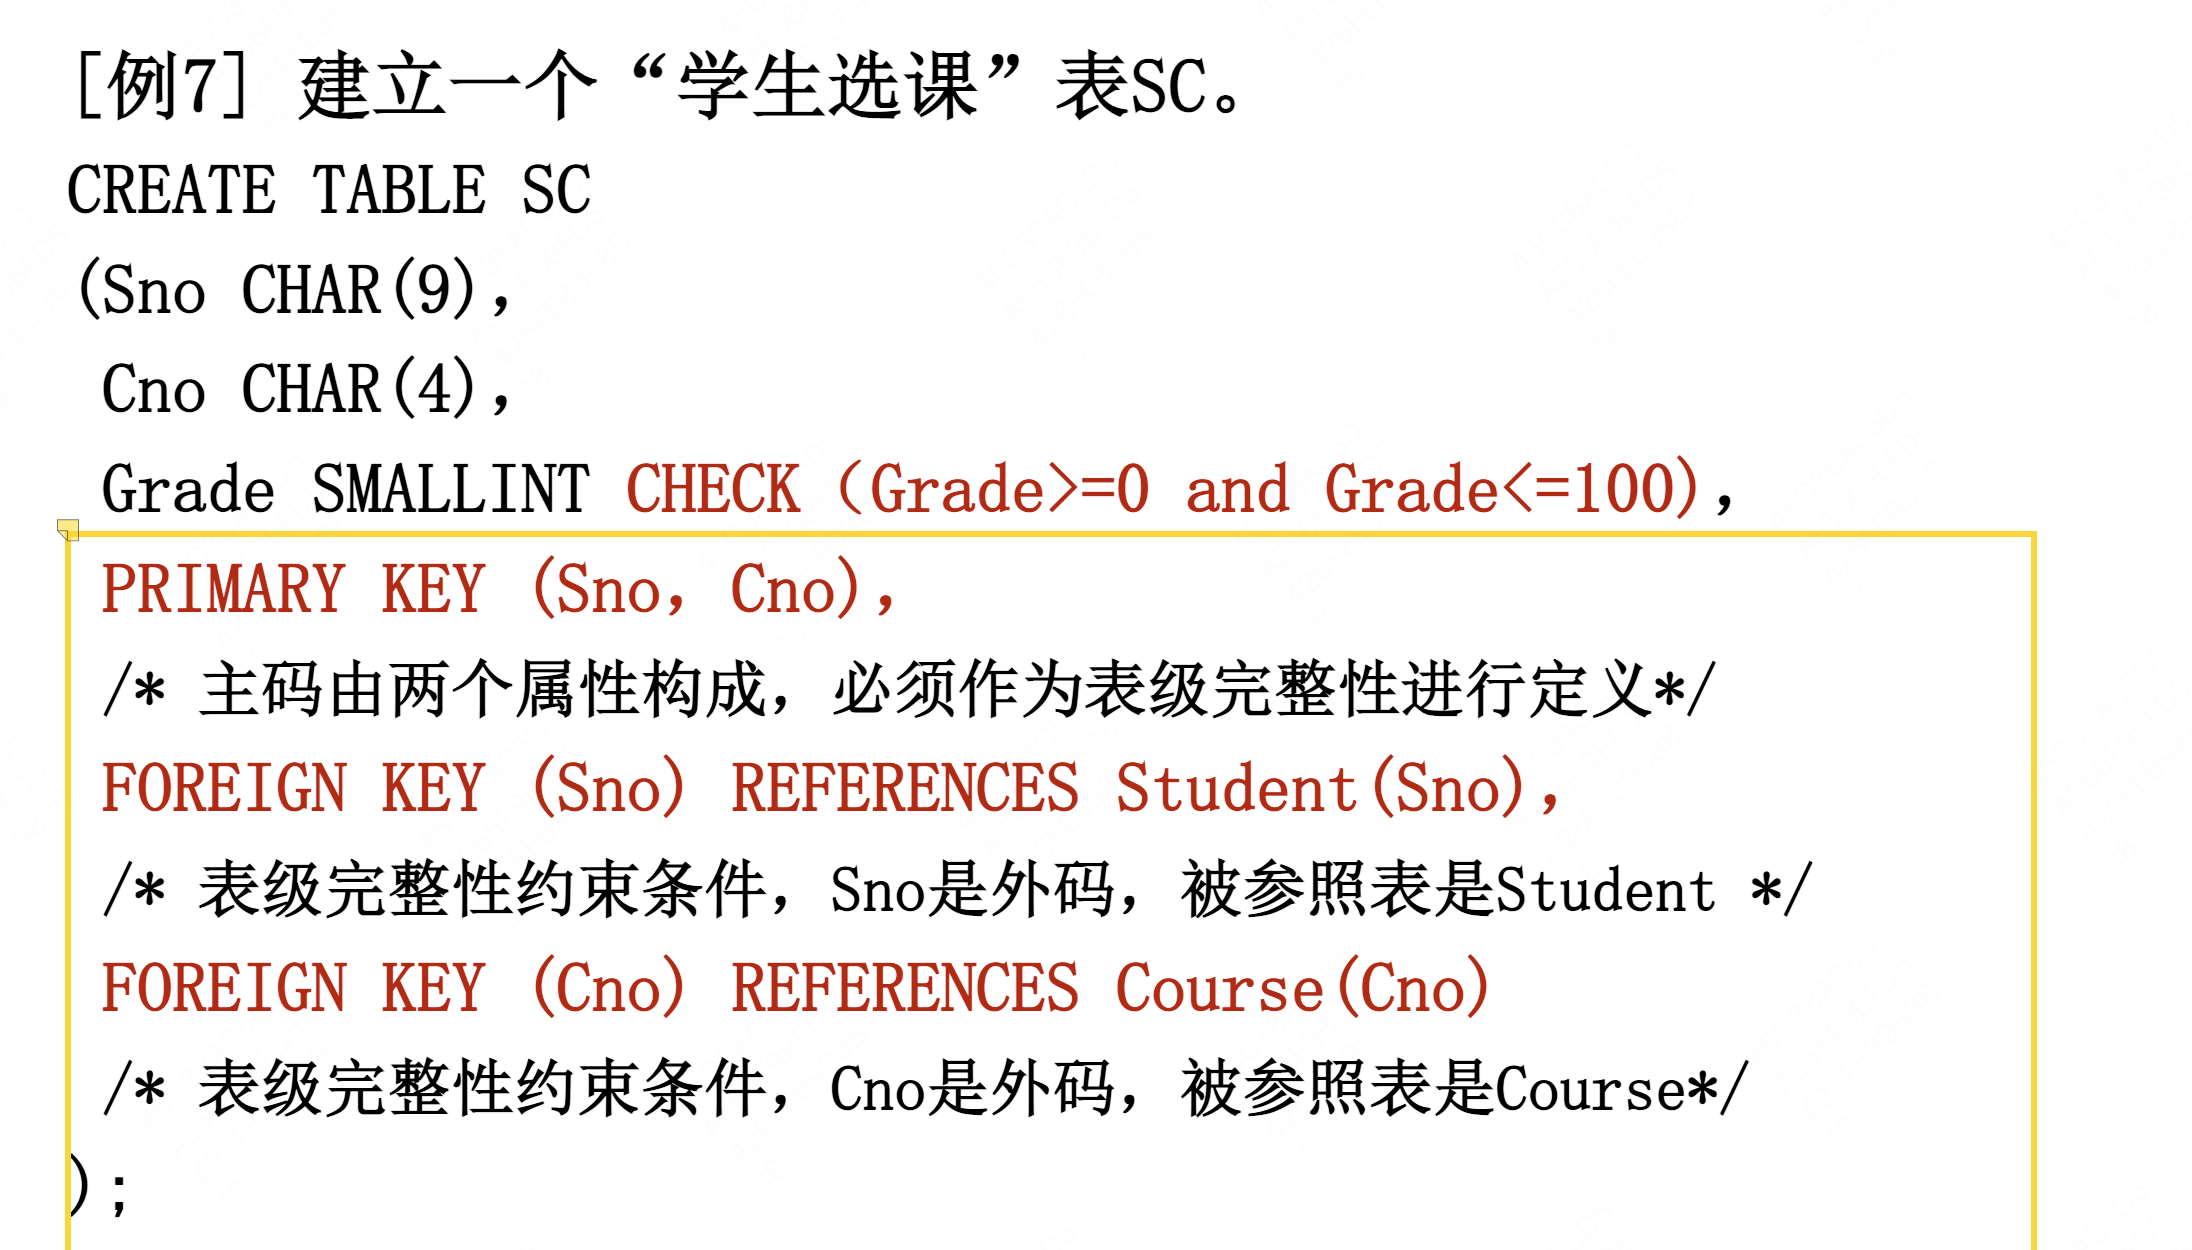 [例7] 建立一个“学生选课”表SC。
CREATE TABLE SC
(Sno CHAR(9),
Cno CHAR(4),
Grade SMALLINT CHECK (Grade>=0 and Grade<=100),
PRIMARY KEY (Sno, Cno),
/* 主码由两个属性构成，必须作为表级完整性进行定义*/
FOREIGN KEY (Sno) REFERENCES Student(Sno),
/* 表级完整性约束条件，Sno是外码，被参照表是Student */
FOREIGN KEY (Cno) REFERENCES Course(Cno)
/* 表级完整性约束条件，Cno是外码，被参照表是Course*/
);